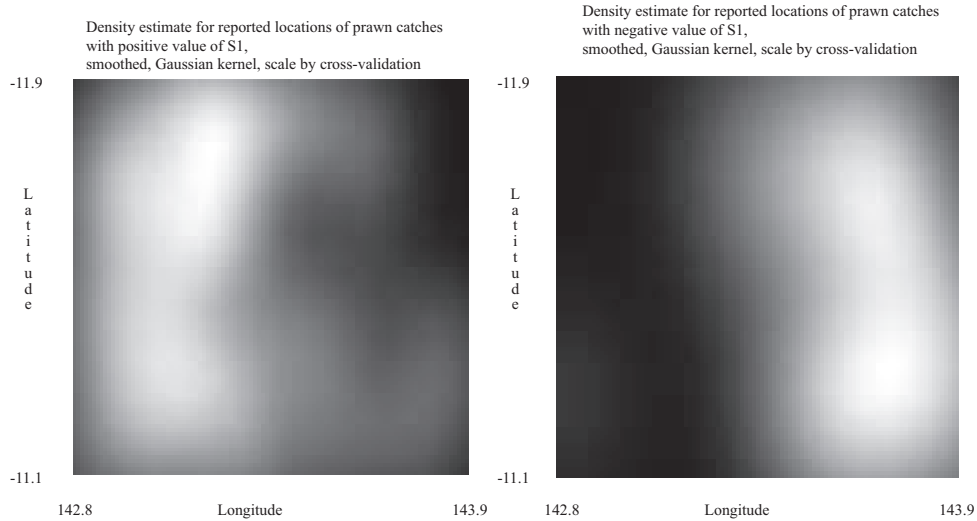 Density estimate for reported locations of prawn catches
with positive value of S1,
smoothed, Gaussian kernel, scale by cross-validation
-11.9
Latitude
-11.1
142.8
Longitude
143.9
Density estimate for reported locations of prawn catches
with negative value of S1,
smoothed, Gaussian kernel, scale by cross-validation
-11.9
Latitude
-11.1
142.8
Longitude
143.9